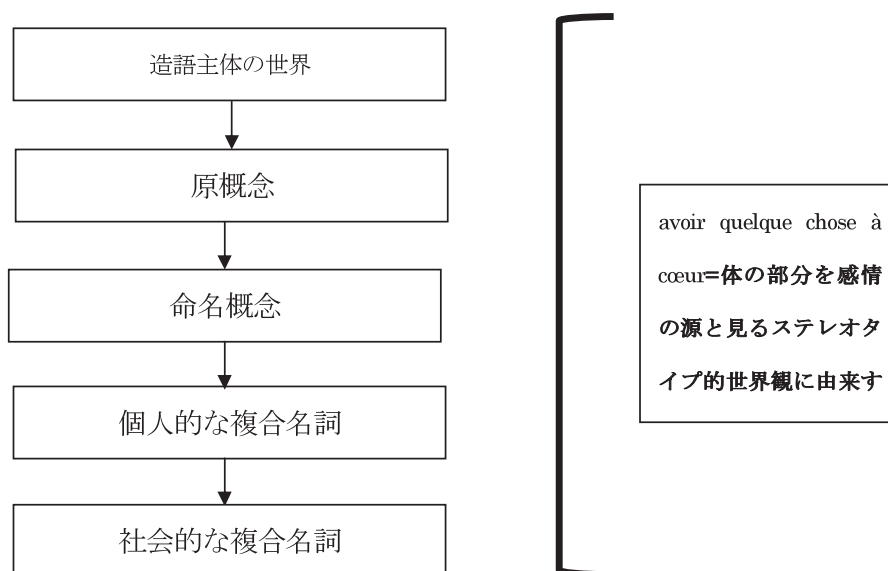 造語主体の世界
原概念
命名概念
個人的な複合名詞
社会的な複合名詞
avoir quelque chose à
cœur=体の部分を感情
の源と見るステレオタ
イプ的世界観に由来す